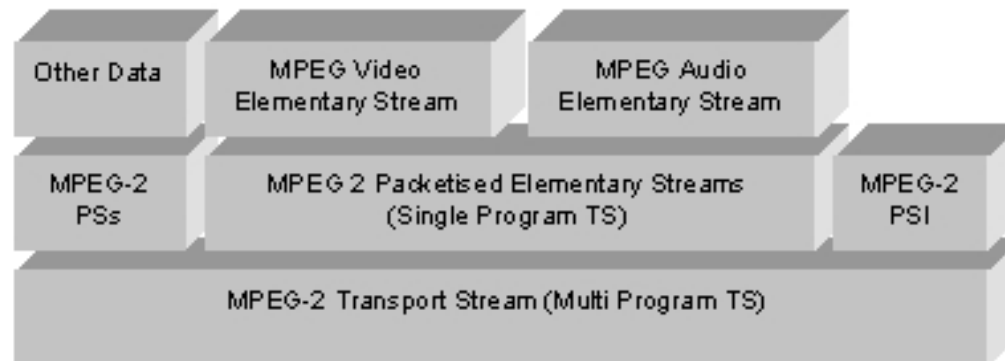 Other Data
MPEG Video
Elementary Stream
MPEG Audio
Elementary Stream
MPEG-2
PSs
MPEG 2 Packetised Elementary Streams
(Single Program TS)
MPEG-2
PSI
MPEG-2 Transport Stream (Multi Program TS)